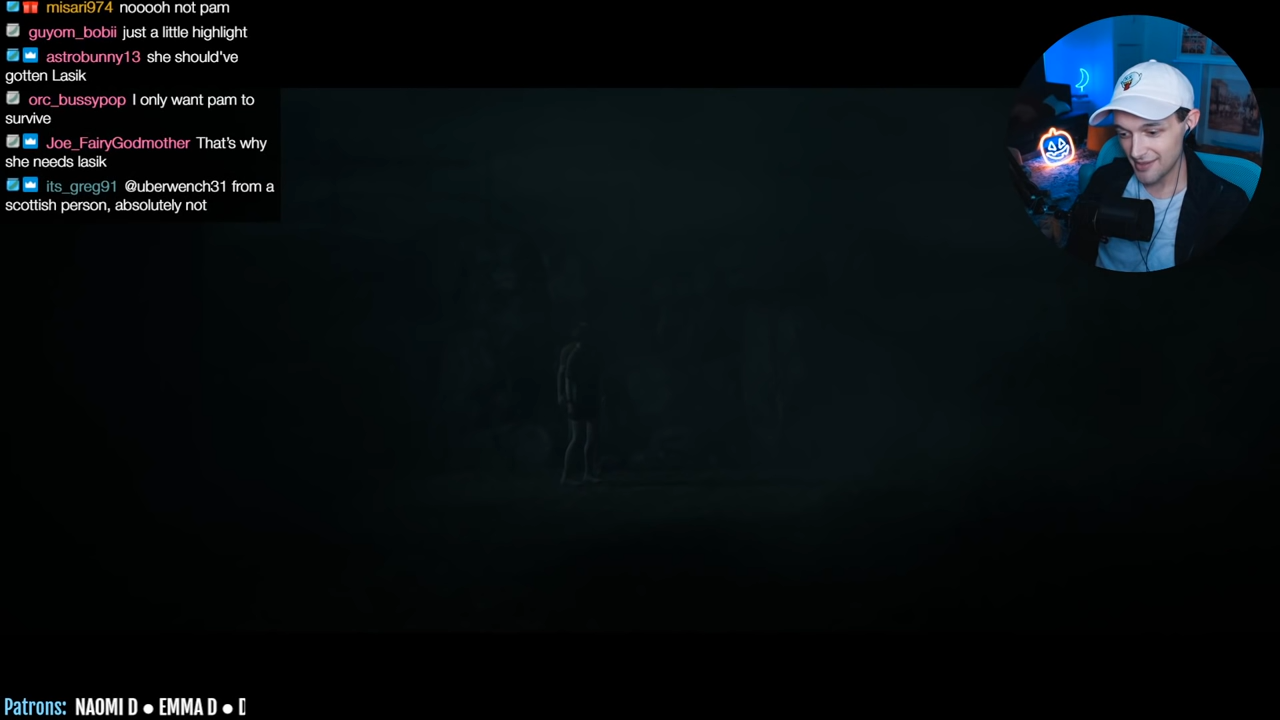 misari974 nooooh not pam
guyom_bobii just a little highlight
astrobunny13 she should've
gotten Lasik
orc_bussypop I only want pam to
survive
Joe_FairyGodmother That's why
she needs lasik
its_greg91 @uberwench31 from a
scottish person, absolutely not
Patrons: NAOMI D ● EMMA D ●